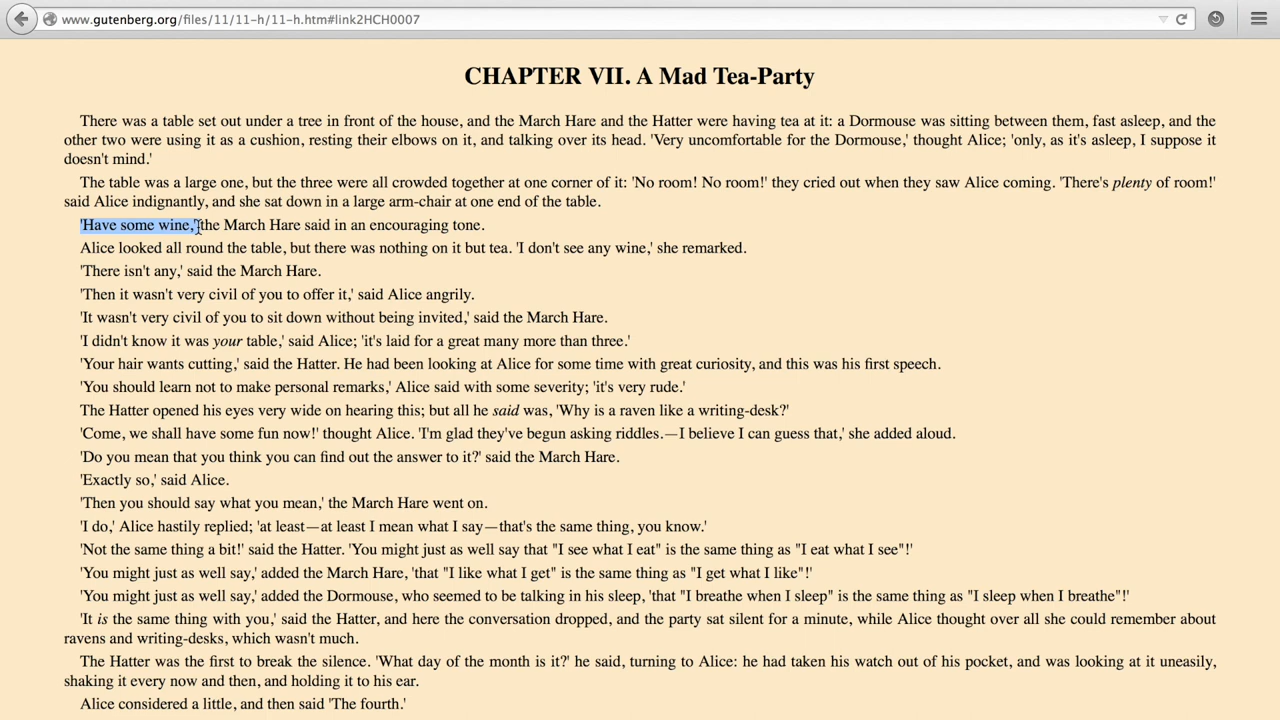 www.gutenberg.org/files/11/11-h/11-h.htm#link2HCH0007
CHAPTER VII. A Mad Tea-Party
There was a table set out under a tree in front of the house, and the March Hare and the Hatter were having tea at it: a Dormouse was sitting between them, fast asleep, and the
other two were using it as a cushion, resting their elbows on it, and talking over its head. 'Very uncomfortable for the Dormouse,' thought Alice; 'only, as it's asleep, I suppose it
doesn't mind.'
The table was a large one, but the three were all crowded together at one corner of it: 'No room! No room!' they cried out when they saw Alice coming. 'There's plenty of room!'
said Alice indignantly, and she sat down in a large arm-chair at one end of the table.
'Have some wine,' the March Hare said in an encouraging tone.
Alice looked all round the table, but there was nothing on it but tea. 'I don't see any wine,' she remarked.
'There isn't any,' said the March Hare.
'Then it wasn't very civil of you to offer it,' said Alice angrily.
'It wasn't very civil of you to sit down without being invited,' said the March Hare.
'I didn't know it was your table,' said Alice; 'it's laid for a great many more than three.'
'Your hair wants cutting,' said the Hatter. He had been looking at Alice for some time with great curiosity, and this was his first speech.
'You should learn not to make personal remarks,' Alice said with some severity; 'it's very rude.'
The Hatter opened his eyes very wide on hearing this; but all he said was, 'Why is a raven like a writing-desk?'
'Come, we shall have some fun now!' thought Alice. 'I'm glad they've begun asking riddles.—I believe I can guess that,' she added aloud.
'Do you mean that you think you can find out the answer to it?' said the March Hare.
'Exactly so,' said Alice.
'Then you should say what you mean,' the March Hare went on.
'I do,' Alice hastily replied; 'at least—at least I mean what I say—that's the same thing, you know.'
'Not the same thing a bit!' said the Hatter. 'You might just as well say that "I see what I eat" is the same thing as "I eat what I see"!'
'You might just as well say,' added the March Hare, 'that "I like what I get" is the same thing as "I get what I like"!'
'You might just as well say,' added the Dormouse, who seemed to be talking in his sleep, 'that "I breathe when I sleep" is the same thing as "I sleep when I breathe"!'
'It is the same thing with you,' said the Hatter, and here the conversation dropped, and the party sat silent for a minute, while Alice thought over all she could remember about
ravens and writing-desks, which wasn't much.
The Hatter was the first to break the silence. 'What day of the month is it?' he said, turning to Alice: he had taken his watch out of his pocket, and was looking at it uneasily,
shaking it every now and then, and holding it to his ear.
Alice considered a little, and then said 'The fourth.'